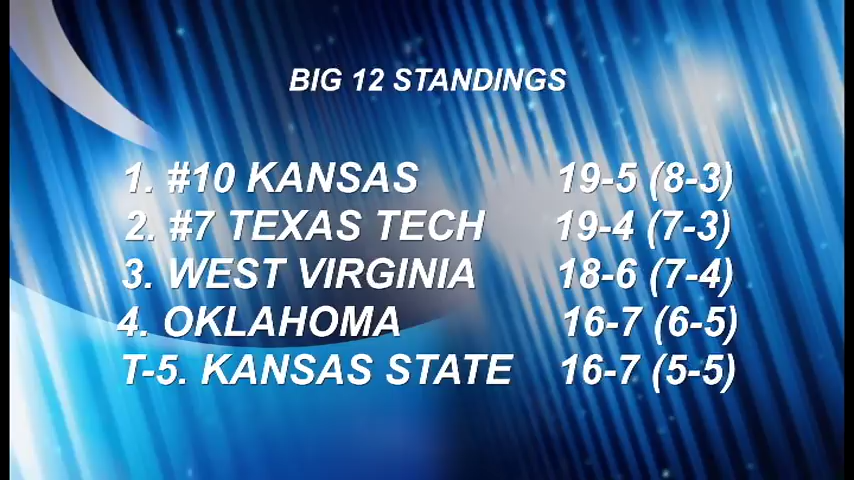 BIG 12 STANDINGS
1. #10 KANSAS 19-5 (8-3)
2. #7 TEXAS TECH 19-4 (7-3)
3. WEST VIRGINIA 18-6 (7-4)
4. OKLAHOMA 16-7 (6-5)
T-5. KANSAS STATE 16-7 (5-5)